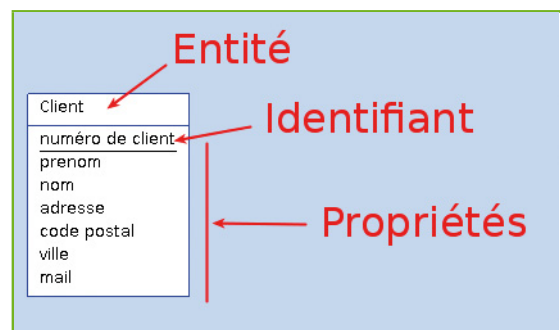 Entité
Client
Identifiant
numéro de client
prenom
nom
adresse
code postal
ville
mail
Propriétés